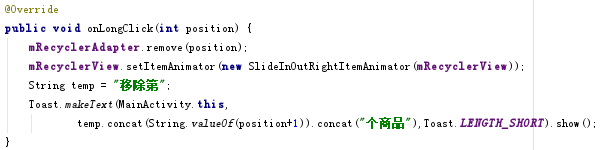 @Override
public void onLongClick(int position) {
    mRecyclerAdapter.remove(position);
    mRecyclerView.setItemAnimator(new SlideInOutRightItemAnimator(mRecyclerView));
    String temp = "移除第";
    Toast.makeText(MainActivity.this,
            temp.concat(String.valueOf(position+1)).concat("个商品"),Toast.LENGTH_SHORT).show();
}